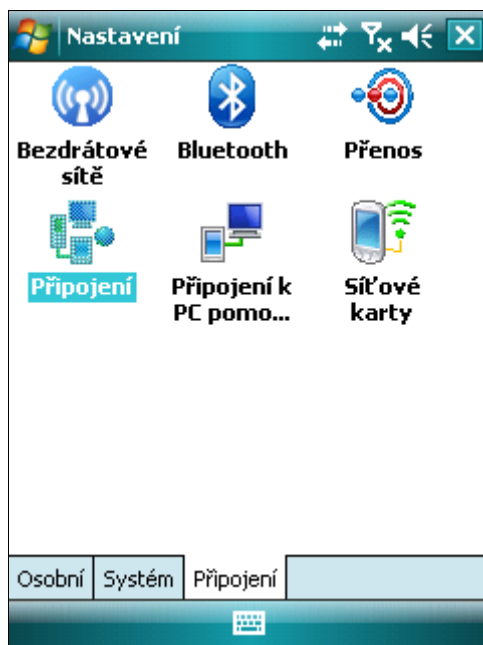 Nastavení
Bezdrátové sítě
Bluetooth
Přenos
Připojení
Připojení k PC pomo...
Síťové karty
Osobní
Systém
Připojení